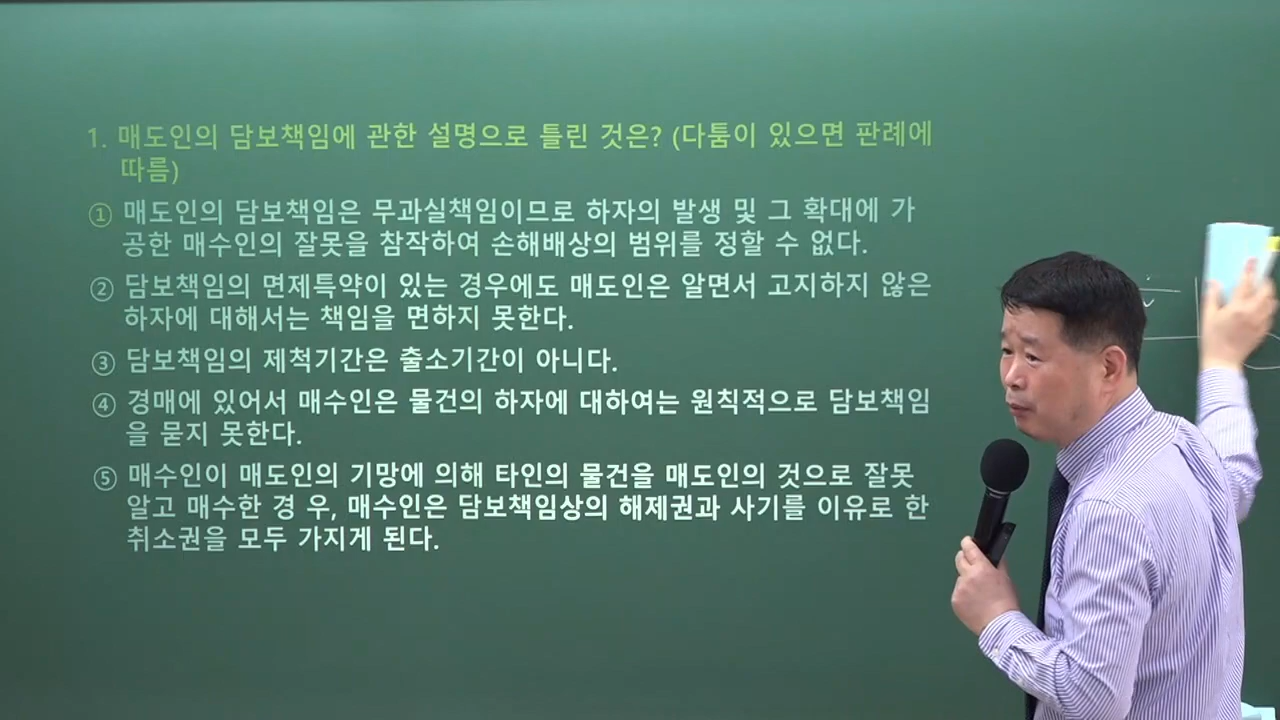 1. 매도인의 담보책임에 관한 설명으로 틀린 것은? (다툼이 있으면 판례에
따름)
① 매도인의 담보책임은 무과실책임이므로 하자의 발생 및 그 확대에 가
공한 매수인의 잘못을 참작하여 손해배상의 범위를 정할 수 없다.
② 담보책임의 면제특약이 있는 경우에도 매도인은 알면서 고지하지 않은
하자에 대해서는 책임을 면하지 못한다.
③ 담보책임의 제척기간은 출소기간이 아니다.
④ 경매에 있어서 매수인은 물건의 하자에 대하여는 원칙적으로 담보책임
을 묻지 못한다.
⑤ 매수인이 매도인의 기망에 의해 타인의 물건을 매도인의 것으로 잘못
알고 매수한 경 우, 매수인은 담보책임상의 해제권과 사기를 이유로 한
취소권을 모두 가지게 된다.